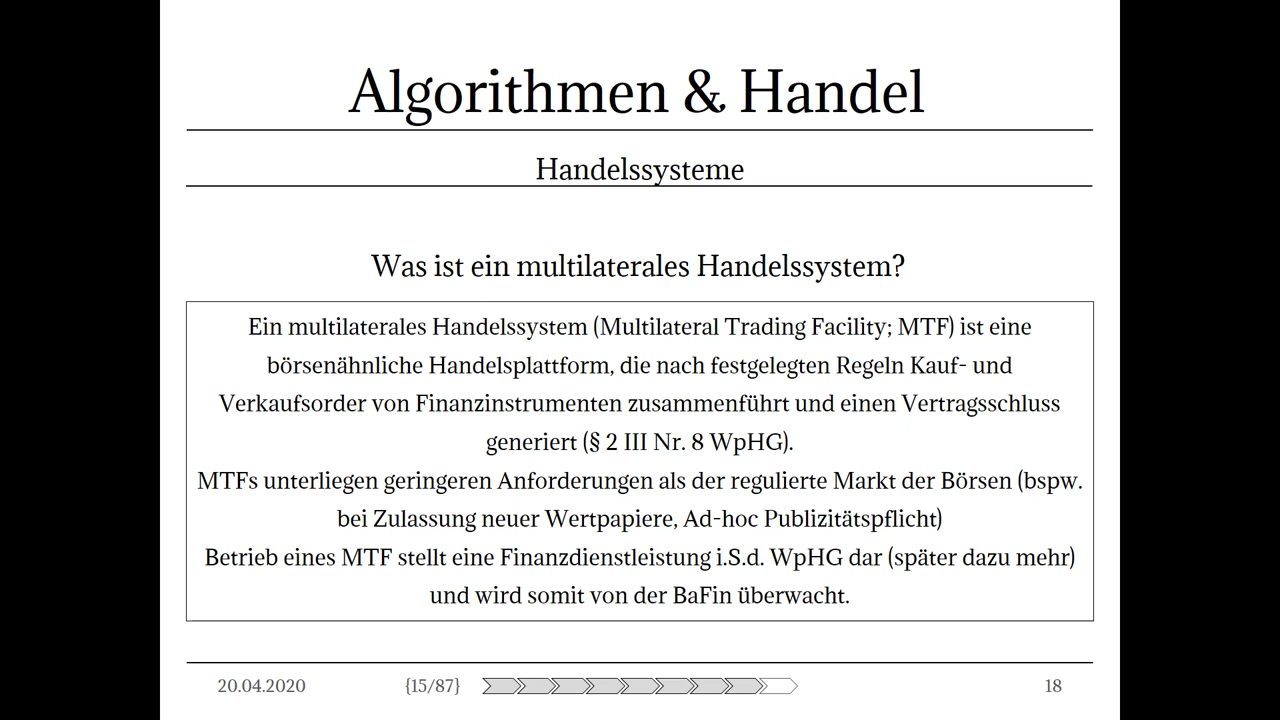 Algorithmen & Handel
Handelssysteme
Was ist ein multilaterales Handelssystem?
Ein multilaterales Handelssystem (Multilateral Trading Facility; MTF) ist eine
börsenähnliche Handelsplattform, die nach festgelegten Regeln Kauf- und
Verkaufsorder von Finanzinstrumenten zusammenführt und einen Vertragsschluss
generiert (§ 2 III Nr. 8 WpHG).
MTFs unterliegen geringeren Anforderungen als der regulierte Markt der Börsen (bspw.
bei Zulassung neuer Wertpapiere, Ad-hoc Publizitätspflicht)
Betrieb eines MTF stellt eine Finanzdienstleistung i.S.d. WpHG dar (später dazu mehr)
und wird somit von der BaFin überwacht.
20.04.2020 {15/87} 18